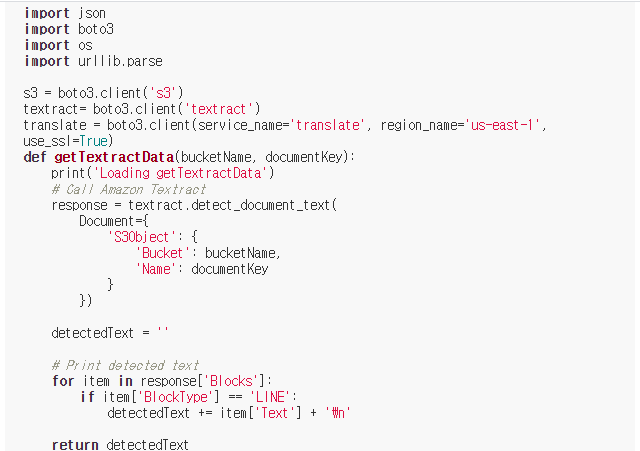 import json
import boto3
import os
import urllib.parse

s3 = boto3.client('s3')
textract= boto3.client('textract')
translate = boto3.client(service_name='translate', region_name='us-east-1',
use_ssl=True)
def getTextractData(bucketName, documentKey):
    print('Loading getTextractData')
    # Call Amazon Textract
    response = textract.detect_document_text(
        Document={
            'S3Object': {
                'Bucket': bucketName,
                'Name': documentKey
            }
        })

    detectedText = ''

    # Print detected text
    for item in response['Blocks']:
        if item['BlockType'] == 'LINE':
            detectedText += item['Text'] + '₩n'

    return detectedText